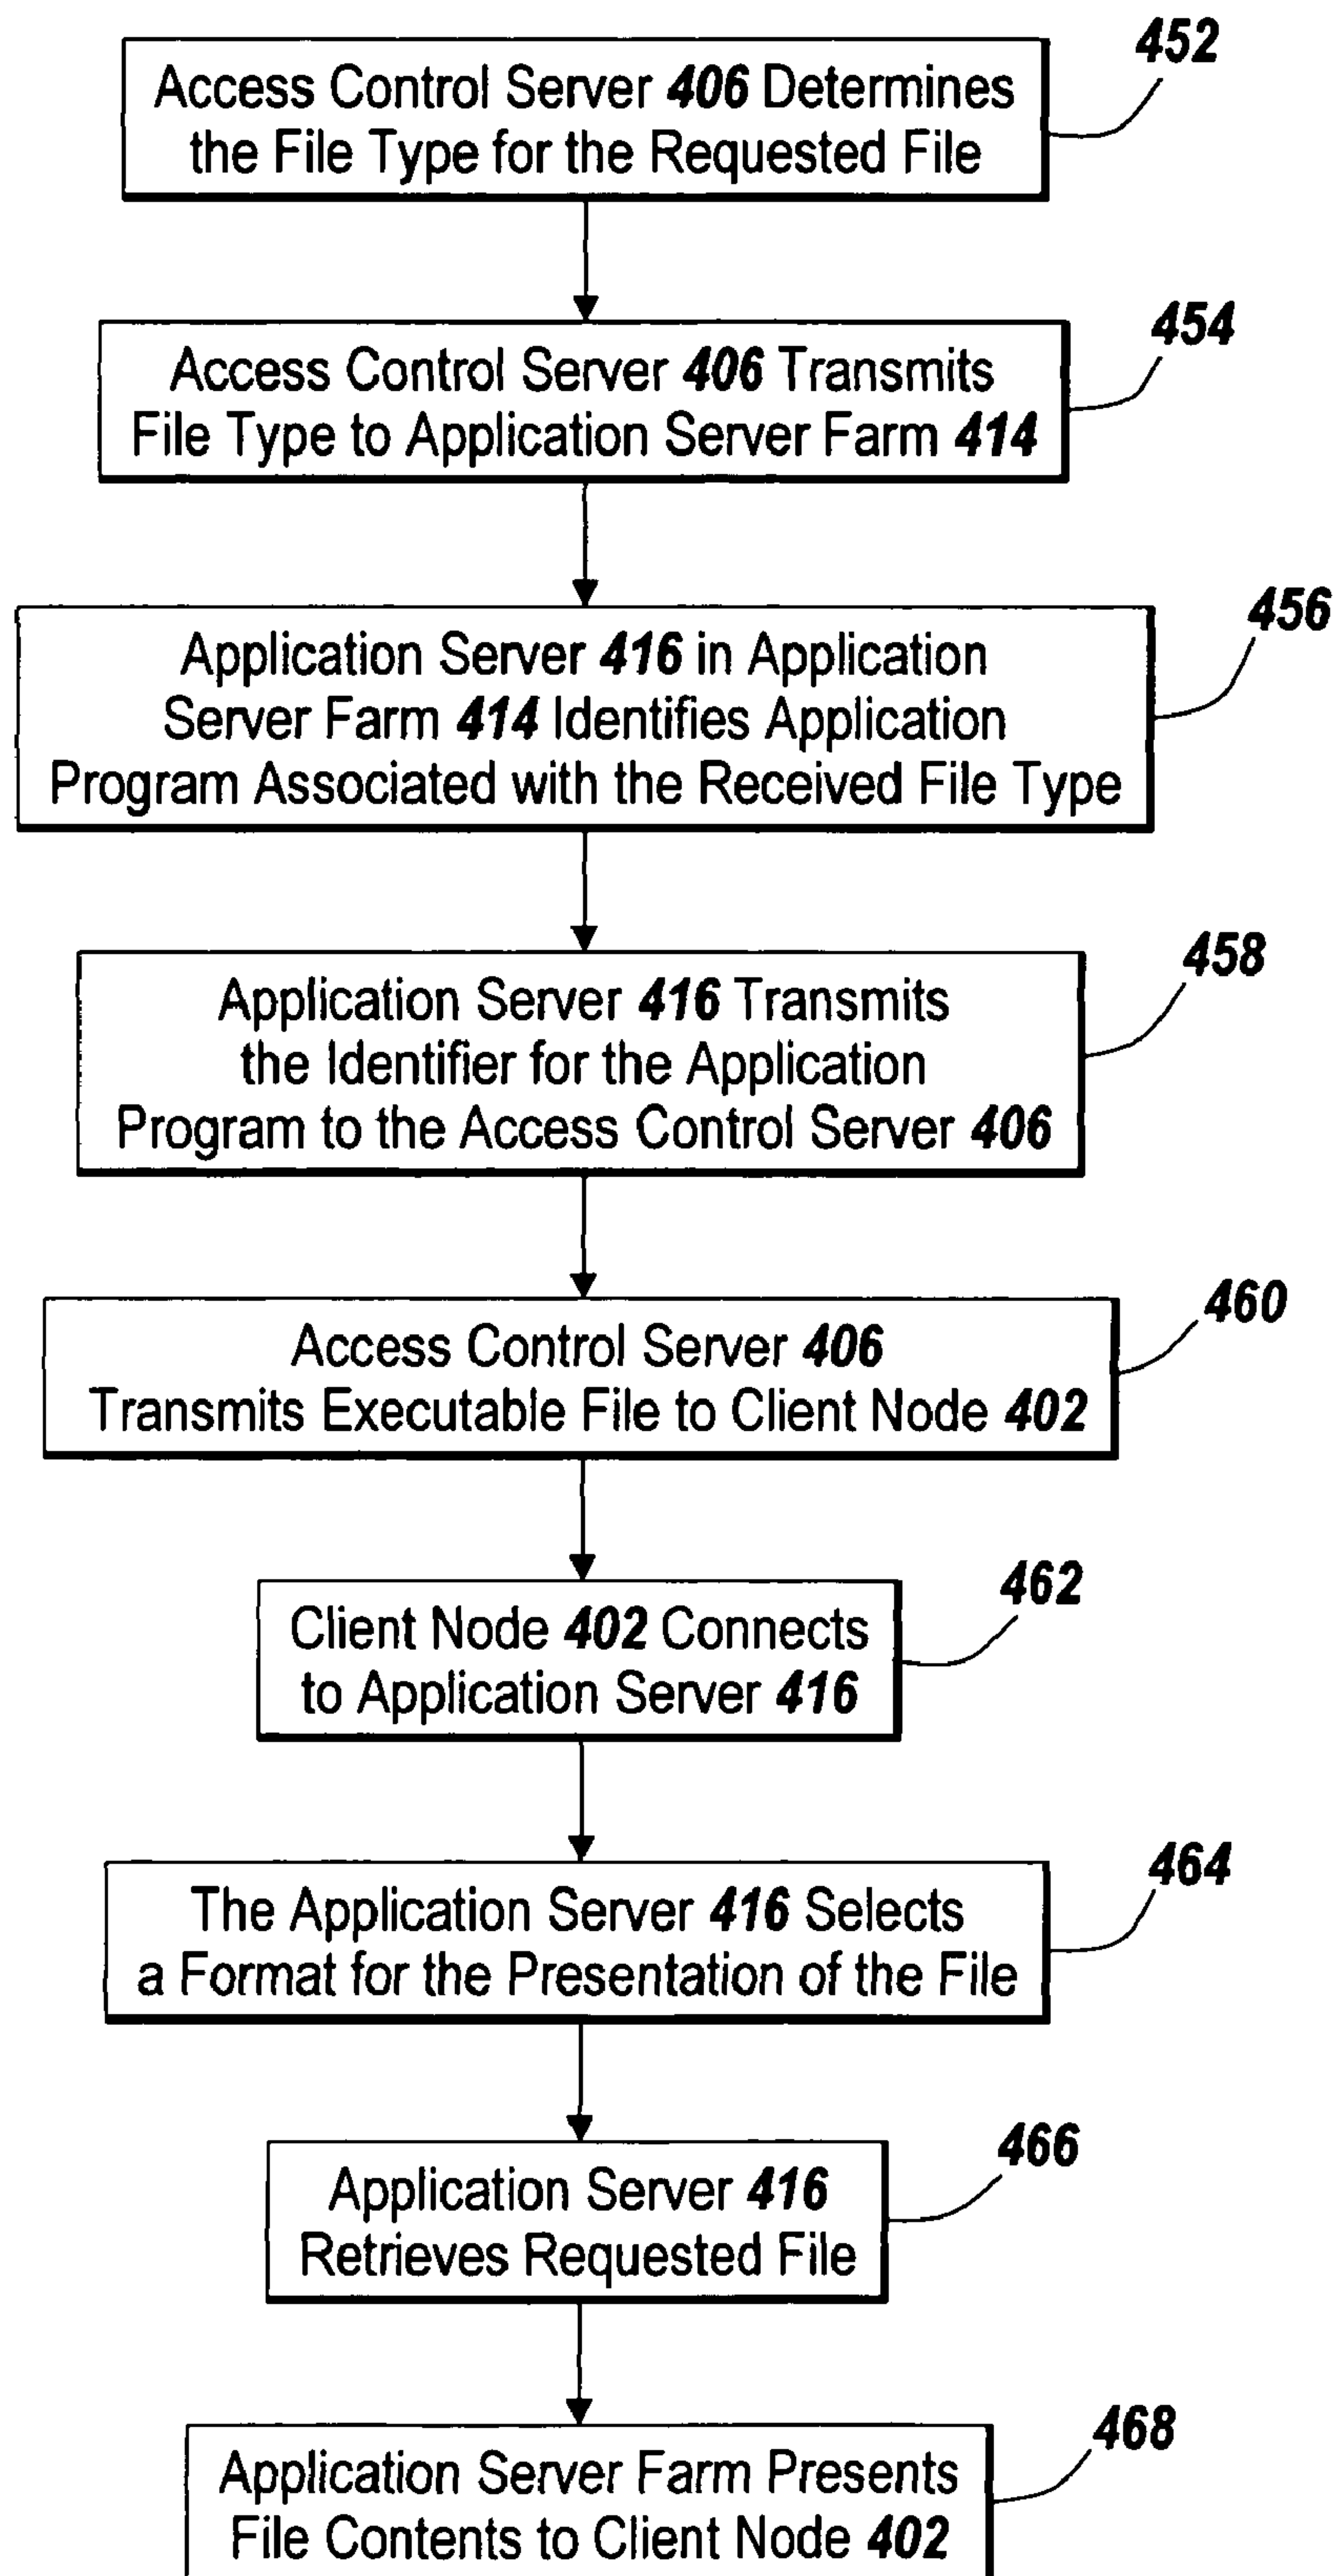 452
Access Control Server 406 Determines
the File Type for the Requested File
454
Access Control Server 406 Transmits
File Type to Application Server Farm 414
456
Application Server 416 in Application
Server Farm 414 Identifies Application
Program Associated with the Received File Type
458
Application Server 416 Transmits
the Identifier for the Application
Program to the Access Control Server 406
460
Access Control Server 406
Transmits Executable File to Client Node 402
462
Client Node 402 Connects
to Application Server 416
464
The Application Server 416 Selects
a Format for the Presentation of the File
466
Application Server 416
Retrieves Requested File
468
Application Server Farm Presents
File Contents to Client Node 402